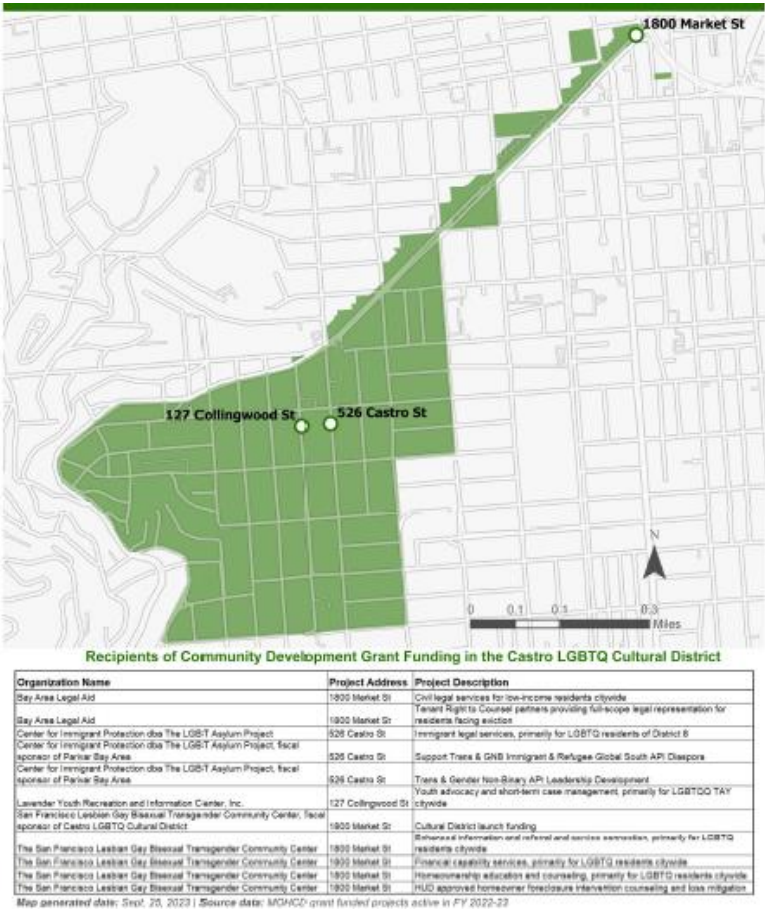 1800 Market St
127 Collingwood St
526 Castro St
N
0 0.1 0.1 0.3
Miles
Recipients of Community Development Grant Funding in the Castro LGBTQ Cultural District
Organization Name Project Address Project Description
Bay Area Legal Aid 1800 Market St Civil legal services for low-income residents citywide
Tenant Right to Counsel partners providing full-scope legal representation for
Bay Area Legal Aid 1800 Market St residents facing eviction
Center for Immigrant Protection dba The LGBT Asylum Project 526 Castro St Immigrant legal services, primarily for LGBTQ residents of District 8
Center for Immigrant Protection dba The LGBT Asylum Project, fiscal
sponsor of Parivar Bay Area 526 Castro St Support Trans & GNB Immigrant & Refugee Global South API Diaspora
Center for Immigrant Protection dba The LGBT Asylum Project, fiscal
sponsor of Parivar Bay Area 526 Castro St Trans & Gender Non-Binary API Leadership Development
Youth advocacy and short-term case management, primarily for LGBTQQ TAY
Lavender Youth Recreation and Information Center, Inc. 127 Collingwood St citywide
San Francisco Lesbian Gay Bisexual Transgender Community Center, fiscal
sponsor of Castro LGBTQ Cultural District 1800 Market St Cultural District launch funding
Enhanced information and referral and service connection, primarily for LGBTQ
The San Francisco Lesbian Gay Bisexual Transgender Community Center 1800 Market St residents citywide
The San Francisco Lesbian Gay Bisexual Transgender Community Center 1800 Market St Financial capability services, primarily for LGBTQ residents citywide
The San Francisco Lesbian Gay Bisexual Transgender Community Center 1800 Market St Homeownership education and counseling, primarily for LGBTQ residents citywide
The San Francisco Lesbian Gay Bisexual Transgender Community Center 1800 Market St HUD approved homeowner foreclosure intervention counseling and loss mitigation
Map generated date: Sept. 25, 2023 | Source data: MOHCD grant funded projects active in FY 2022-23